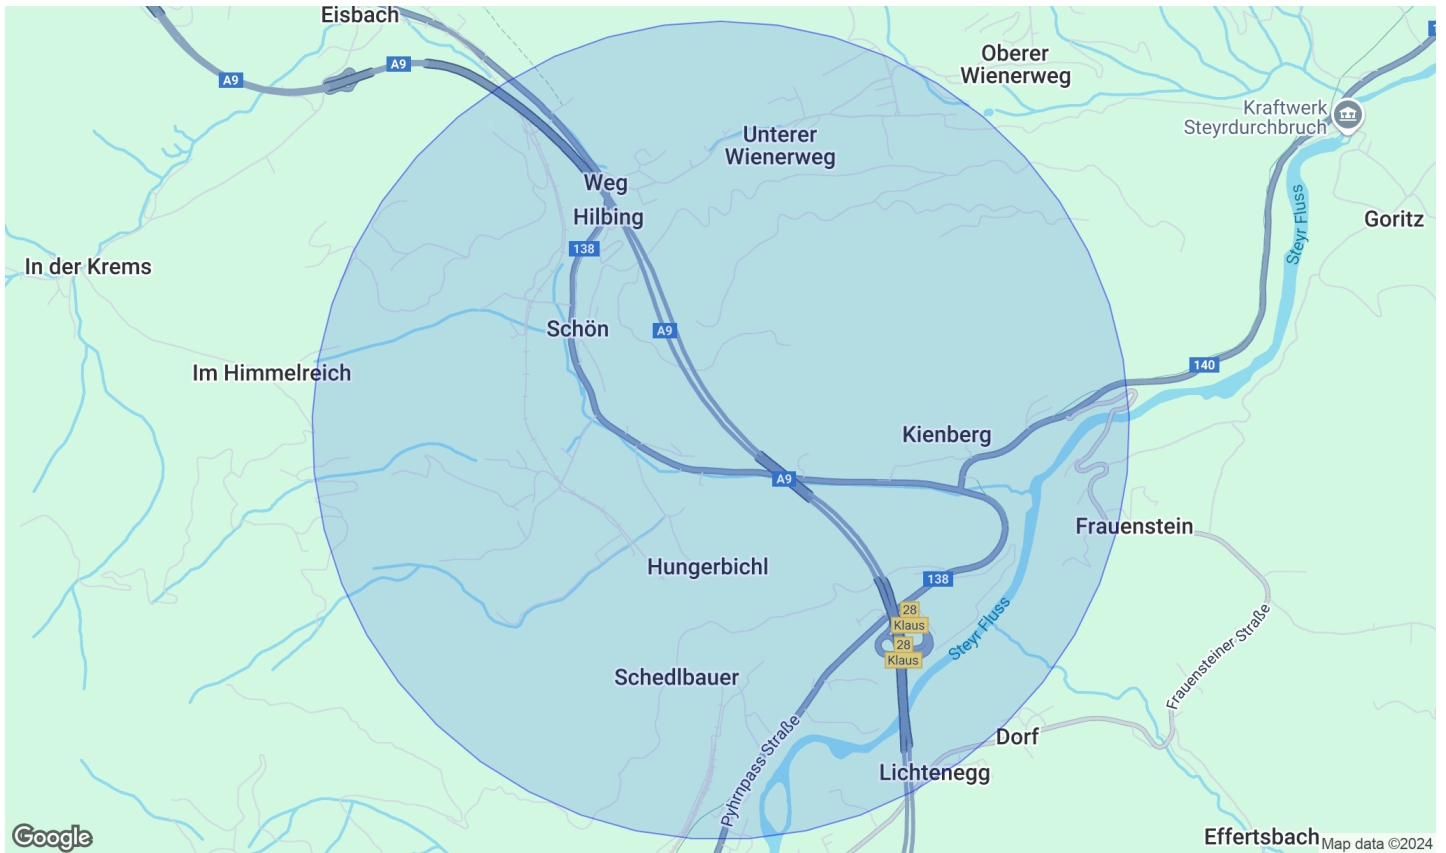 Eisbach
A9
A9
Oberer
Wienerweg
Kraftwerk
Steyrdurchbruch
Unterer
Wienerweg
Weg
Hilbing
138
Steyr Fluss
Goritz
In der Krems
Schön
A9
Im Himmelreich
140
Kienberg
A9
Frauenstein
Hungerbichl
138
28
Klaus
28
Klaus
Steyr Fluss
Schedlbauer
Frauensteiner Straße
Pyhrnpass Straße
Dorf
Lichtenegg
Effertsbach
Google
Map data ©2024